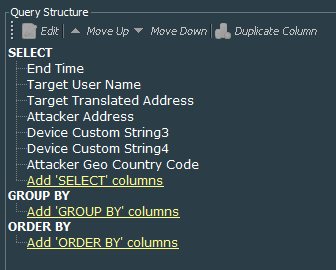 Query Structure
Edit Move Up Move Down Duplicate Column
SELECT
End Time
Target User Name
Target Translated Address
Attacker Address
Device Custom String3
Device Custom String4
Attacker Geo Country Code
Add 'SELECT' columns
GROUP BY
Add 'GROUP BY' columns
ORDER BY
Add 'ORDER BY' columns